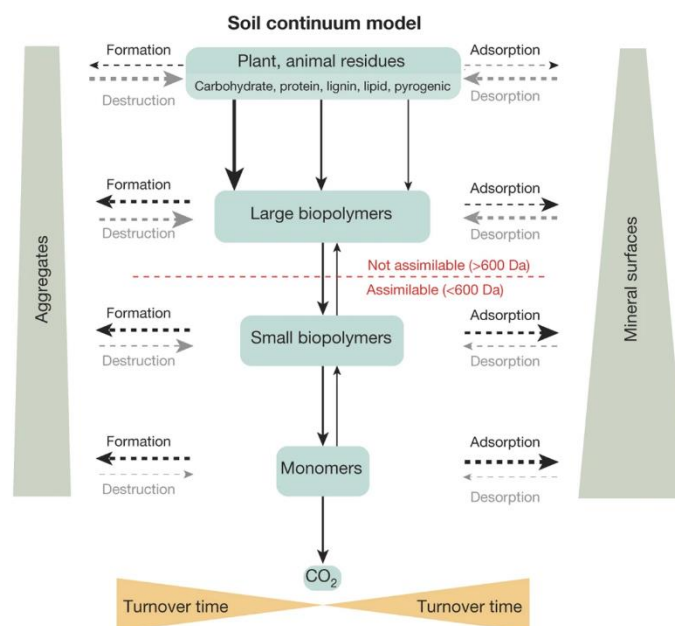 Soil continuum model
Formation
Plant, animal residues
Adsorption
Destruction
Carbohydrate, protein, lignin, lipid, pyrogenic
Desorption
Formation
Large biopolymers
Adsorption
Destruction
Desorption
Not assimilable (>600 Da)
Assimilable (<600 Da)
Aggregates
Mineral surfaces
Formation
Small biopolymers
Adsorption
Destruction
Desorption
Formation
Monomers
Adsorption
Destruction
Desorption
CO₂
Turnover time
Turnover time